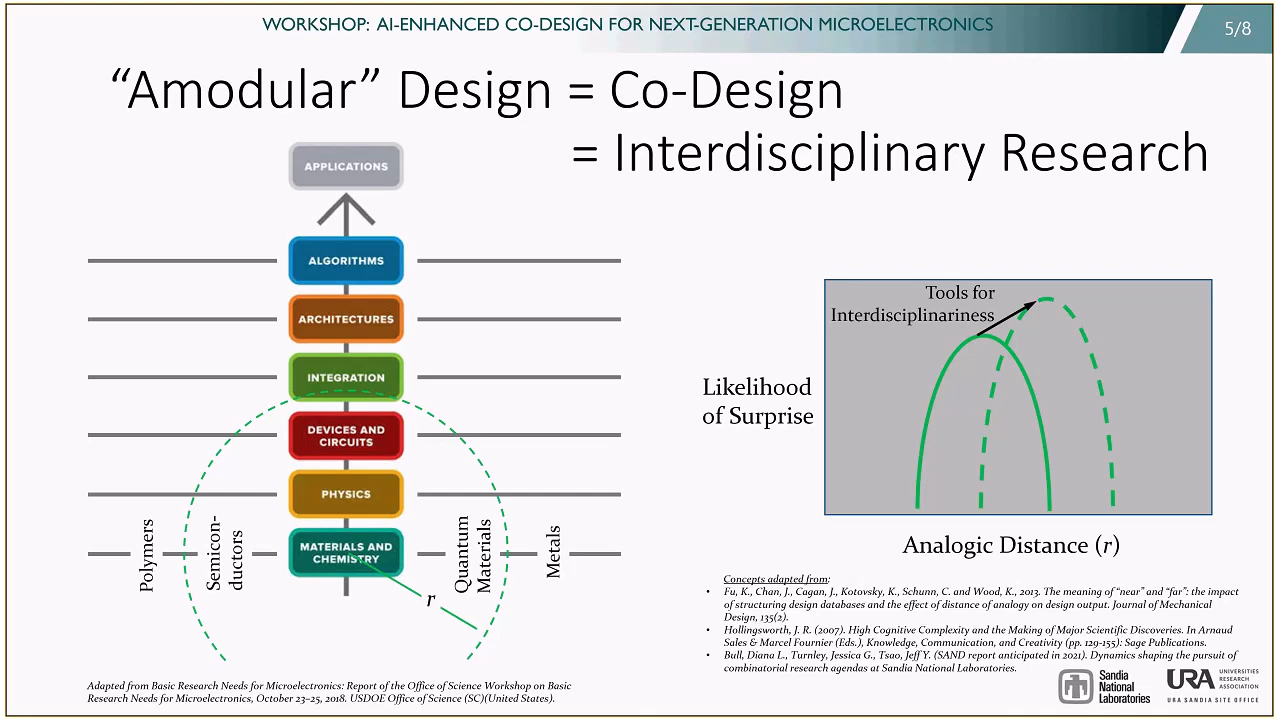 WORKSHOP: AI-ENHANCED CO-DESIGN FOR NEXT-GENERATION MICROELECTRONICS
5/8
“Amodular” Design = Co-Design
= Interdisciplinary Research
APPLICATIONS
ALGORITHMS
ARCHITECTURES
INTEGRATION
DEVICES AND
CIRCUITS
PHYSICS
MATERIALS AND
CHEMISTRY
Polymers
Semicon-
ductors
Quantum
Materials
Metals
r
Adapted from Basic Research Needs for Microelectronics: Report of the Office of Science Workshop on Basic
Research Needs for Microelectronics, October 23–25, 2018. USDOE Office of Science (SC)(United States).
Tools for
Interdisciplinariness
Likelihood
of Surprise
Analogic Distance (r)
Concepts adapted from:
• Fu, K., Chan, J., Cagan, J., Kotovsky, K., Schunn, C. and Wood, K., 2013. The meaning of “near” and “far”: the impact
of structuring design databases and the effect of distance of analogy on design output. Journal of Mechanical
Design, 135(2).
• Hollingsworth, J. R. (2007). High Cognitive Complexity and the Making of Major Scientific Discoveries. In Arnaud
Sales & Marcel Fournier (Eds.), Knowledge, Communication, and Creativity (pp. 129-155): Sage Publications.
• Bull, Diana L., Turnley, Jessica G., Tsao, Jeff Y. (SAND report anticipated in 2021). Dynamics shaping the pursuit of
combinatorial research agendas at Sandia National Laboratories.
Sandia
National
Laboratories
URA
UNIVERSITIES
RESEARCH
ASSOCIATION
URA SANDIA SITE OFFICE